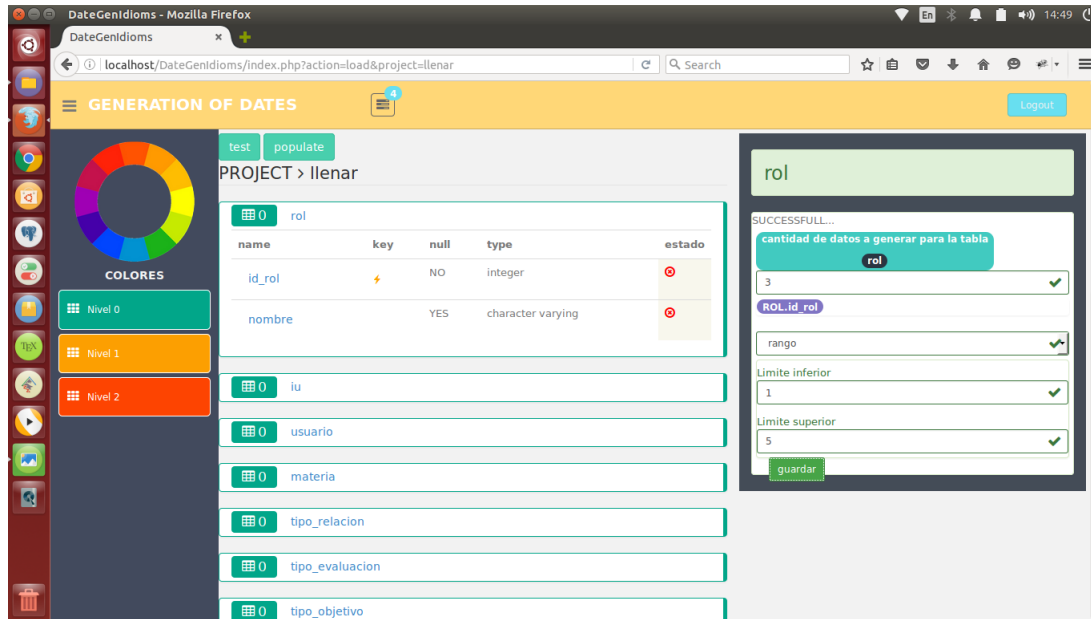 DateGenIdioms - Mozilla Firefox
En
14:49
DateGenIdioms
localhost/DateGenIdioms/index.php?action=load&project=llenar
Search
GENERATION OF DATES
4
Logout
COLORES
Nivel 0
Nivel 1
Nivel 2
test
populate
PROJECT > llenar
0 rol
name key null type estado
id_rol NO integer
nombre YES character varying
0 iu
0 usuario
0 materia
0 tipo_relacion
0 tipo_evaluacion
0 tipo_objetivo
rol
SUCCESSFULL...
cantidad de datos a generar para la tabla
rol
3
ROL.id_rol
rango
Limite inferior
1
Limite superior
5
guardar
TEX